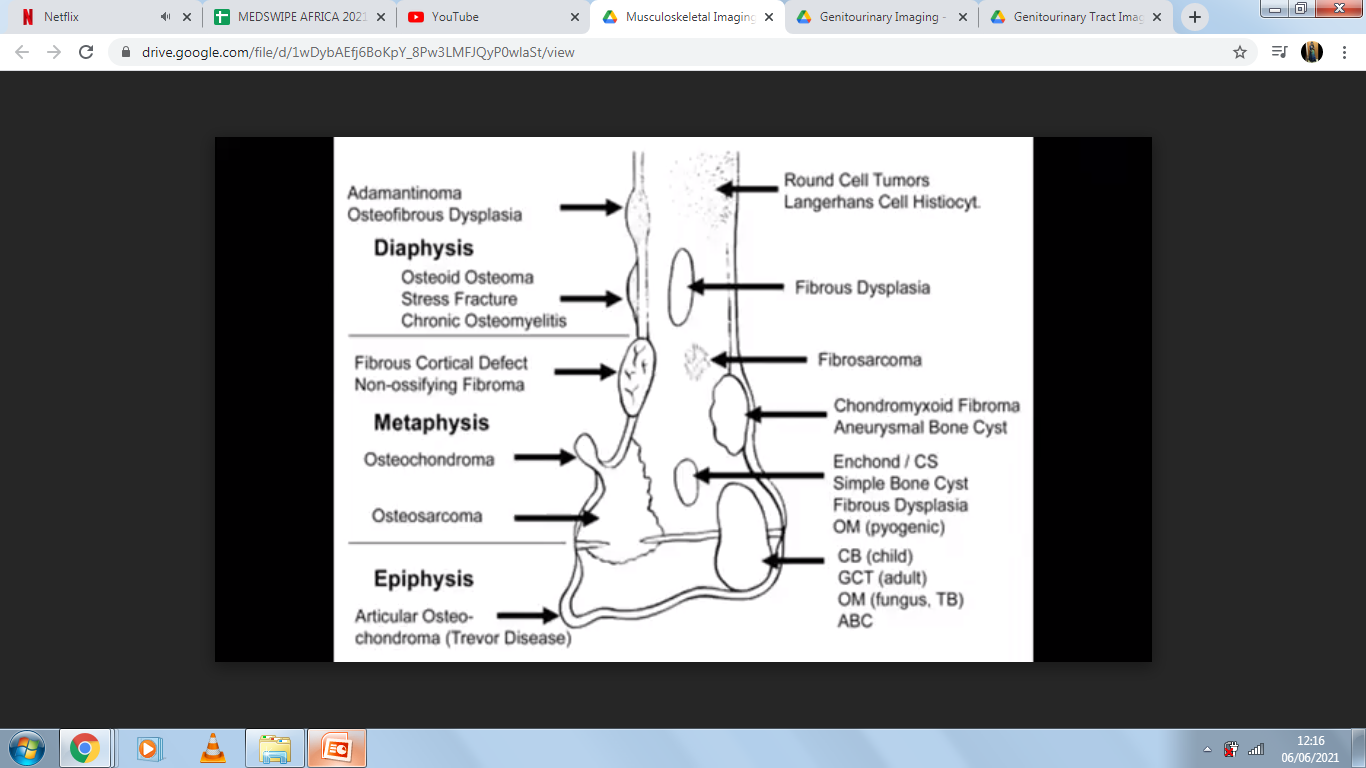 Netflix
MEDSWIPE AFRICA 2021
YouTube
Musculoskeletal Imaging
Genitourinary Imaging -
Genitourinary Tract Imag
drive.google.com/file/d/1wDybAEfj6BoKpY_8Pw3LMFJQyP0wlaSt/view
Adamantinoma
Osteofibrous Dysplasia
Diaphysis
Osteoid Osteoma
Stress Fracture
Chronic Osteomyelitis
Fibrous Cortical Defect
Non-ossifying Fibroma
Metaphysis
Osteochondroma
Osteosarcoma
Epiphysis
Articular Osteo-
chondroma (Trevor Disease)
Round Cell Tumors
Langerhans Cell Histiocyt.
Fibrous Dysplasia
Fibrosarcoma
Chondromyxoid Fibroma
Aneurysmal Bone Cyst
Enchond / CS
Simple Bone Cyst
Fibrous Dysplasia
OM (pyogenic)
CB (child)
GCT (adult)
OM (fungus, TB)
ABC
12:16
06/06/2021